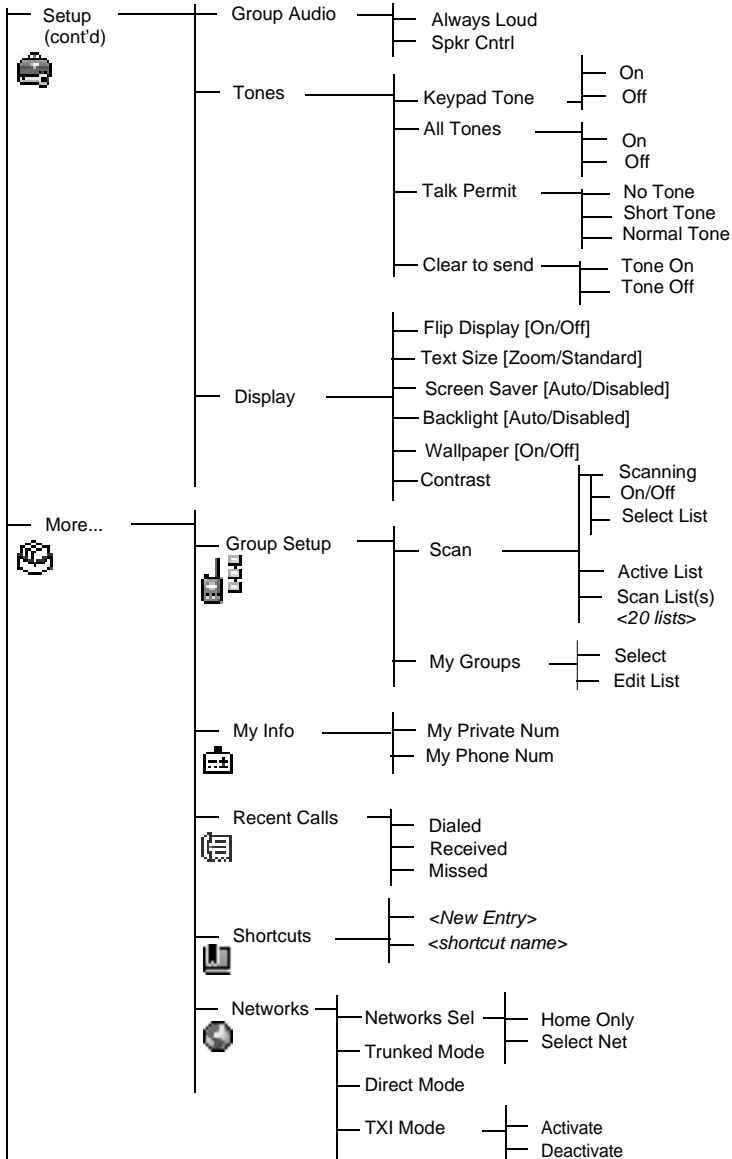 Setup
(cont'd)
Group Audio
Always Loud
Spkr Cntrl
Tones
Keypad Tone
On
Off
All Tones
On
Off
Talk Permit
No Tone
Short Tone
Normal Tone
Clear to send
Tone On
Tone Off
Display
Flip Display [On/Off]
Text Size [Zoom/Standard]
Screen Saver [Auto/Disabled]
Backlight [Auto/Disabled]
Wallpaper [On/Off]
Contrast
More...
Group Setup
Scan
Scanning
On/Off
Select List
Active List
Scan List(s)
<20 lists>
My Groups
Select
Edit List
My Info
My Private Num
My Phone Num
Recent Calls
Dialed
Received
Missed
Shortcuts
<New Entry>
<shortcut name>
Networks
Networks Sel
Home Only
Select Net
Trunked Mode
Direct Mode
TXI Mode
Activate
Deactivate